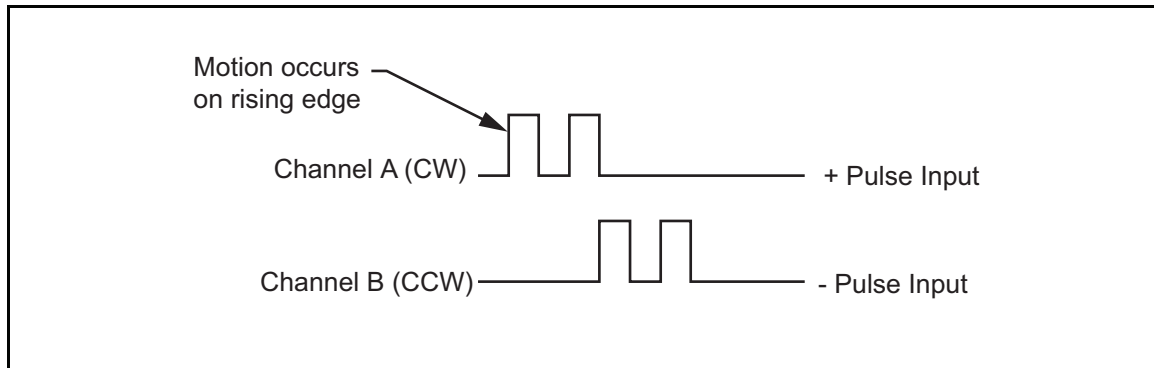 Motion occurs
on rising edge
Channel A (CW)
+ Pulse Input
Channel B (CCW)
- Pulse Input